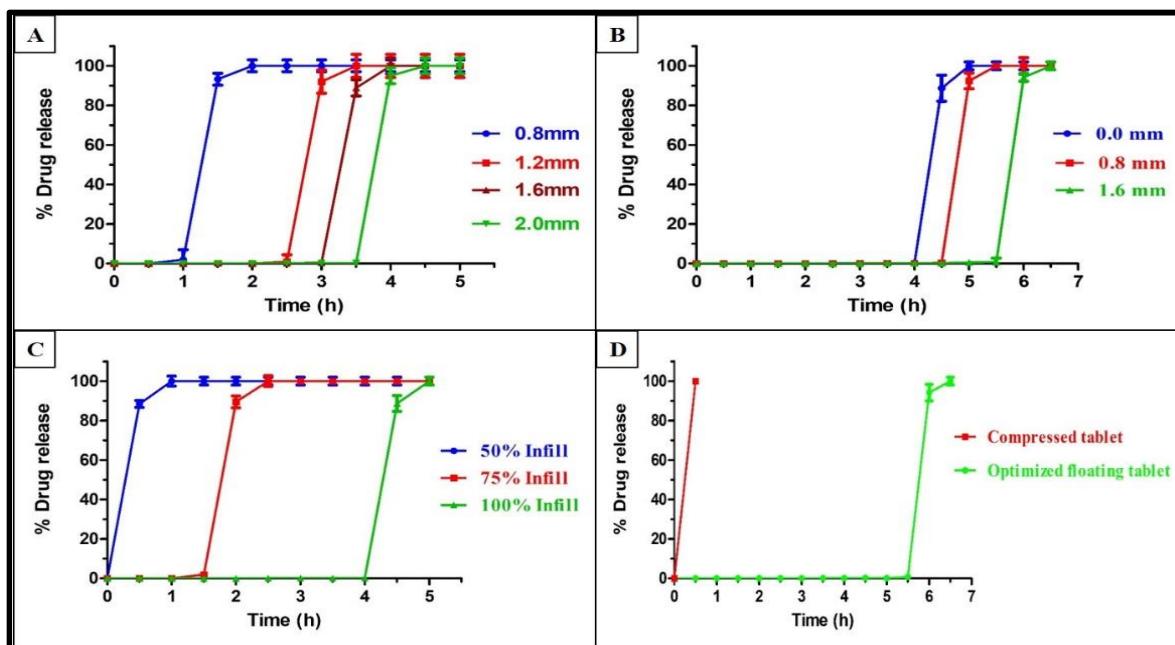 A
% Drug release
100
80
60
40
20
0
0 1 2 3 4 5
Time (h)
0.8mm
1.2mm
1.6mm
2.0mm
B
% Drug release
100
80
60
40
20
0
0 1 2 3 4 5 6 7
Time (h)
0.0 mm
0.8 mm
1.6 mm
C
% Drug release
100
80
60
40
20
0
0 1 2 3 4 5
Time (h)
50% Infill
75% Infill
100% Infill
D
% Drug release
100
80
60
40
20
0
0 1 2 3 4 5 6 7
Time (h)
Compressed tablet
Optimized floating tablet